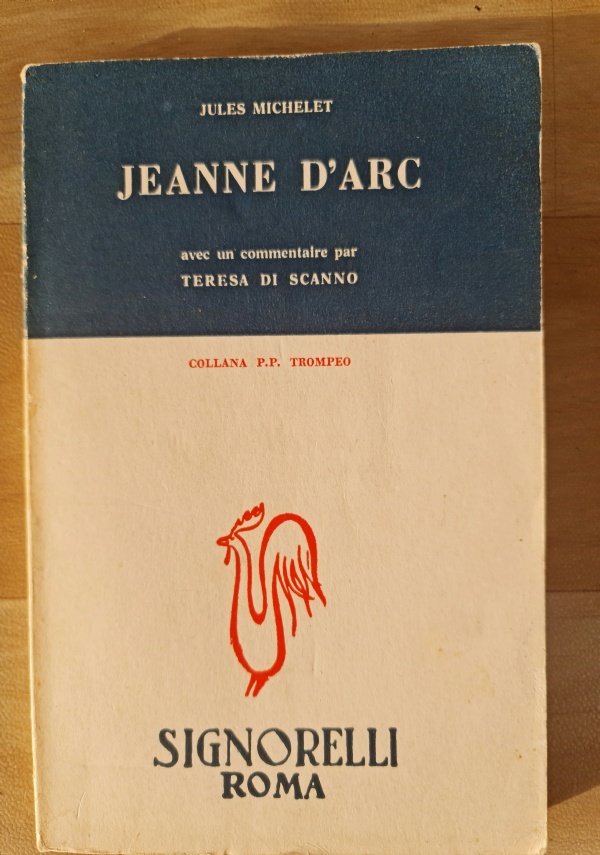 JULES MICHELET
JEANNE D'ARC
avec un commentaire par
TERESA DI SCANNO
COLLANA P.P. TROMPEO
SIGNORELLI
ROMA